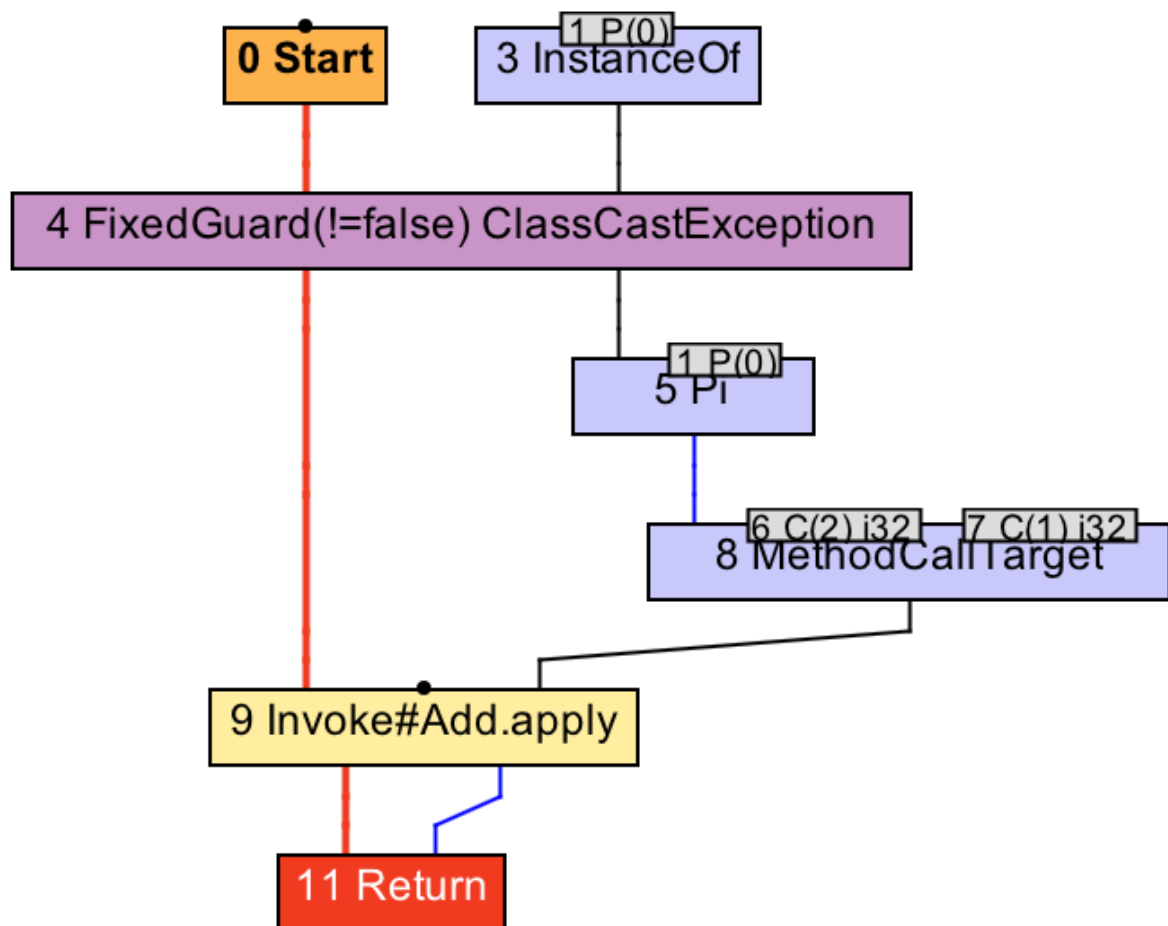 0 Start
1 P(0)
3 InstanceOf
4 FixedGuard(!=false) ClassCastException
1 P(0)
5 Pi
6 C(2) i32
7 C(1) i32
8 MethodCallTarget
9 Invoke#Add.apply
11 Return